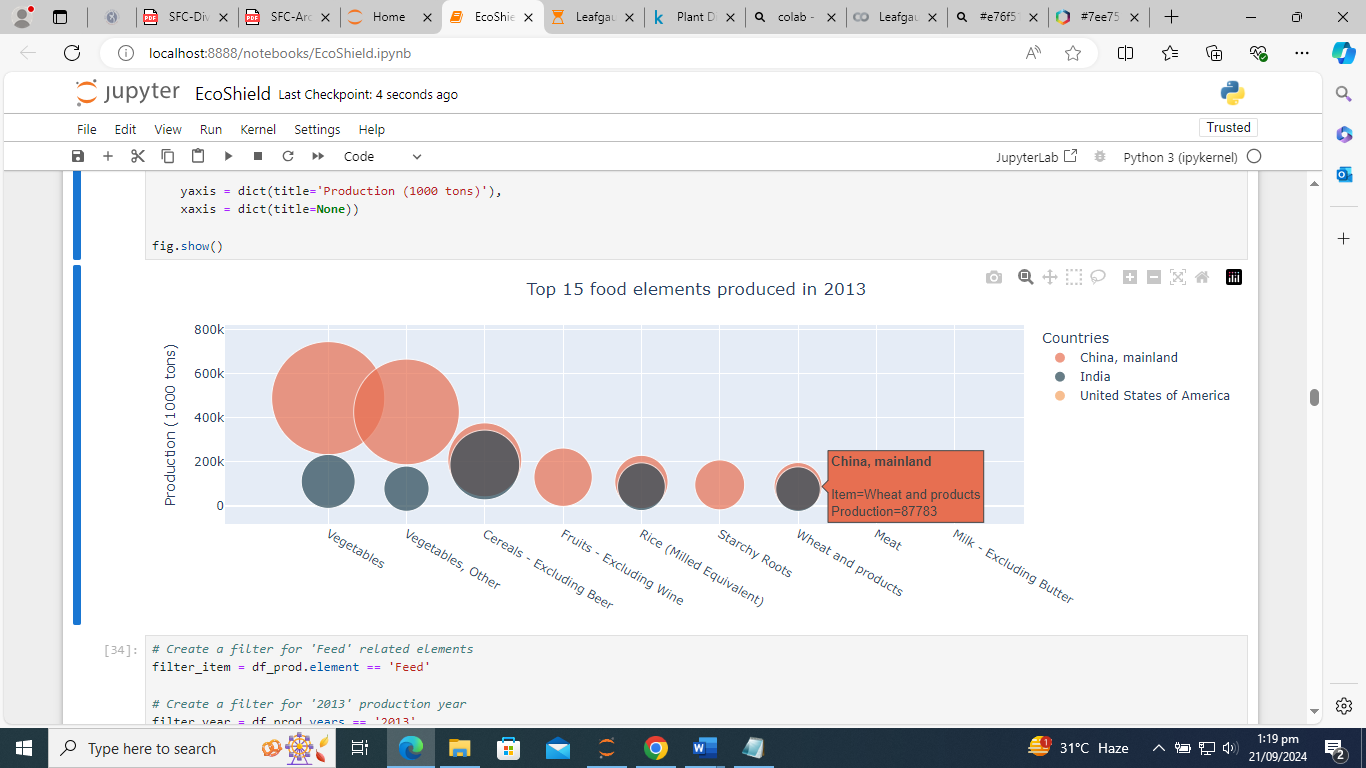 SFC-Div
SFC-Arc
Home
EcoShie
Leafgau
Plant D
colab -
Leafgau
#e76f51
#7ee75
localhost:8888/notebooks/EcoShield.ipynb
jupyter EcoShield Last Checkpoint: 4 seconds ago
File Edit View Run Kernel Settings Help
Trusted
Code
JupyterLab
Python 3 (ipykernel)
yaxis = dict(title='Production (1000 tons)'),
xaxis = dict(title=None))
fig.show()
Top 15 food elements produced in 2013
Production (1000 tons)
800k
600k
400k
200k
0
Countries
China, mainland
India
United States of America
China, mainland
Item=Wheat and products
Production=87783
Vegetables
Vegetables, Other
Cereals - Excluding Beer
Fruits - Excluding Wine
Rice (Milled Equivalent)
Starchy Roots
Wheat and products
Meat
Milk - Excluding Butter
[34]:
# Create a filter for 'Feed' related elements
filter_item = df_prod.element == 'Feed'
# Create a filter for '2013' production year
filter_year = df_prod.years == '2013'
Type here to search
1
31°C Haze
1:19 pm
21/09/2024
2